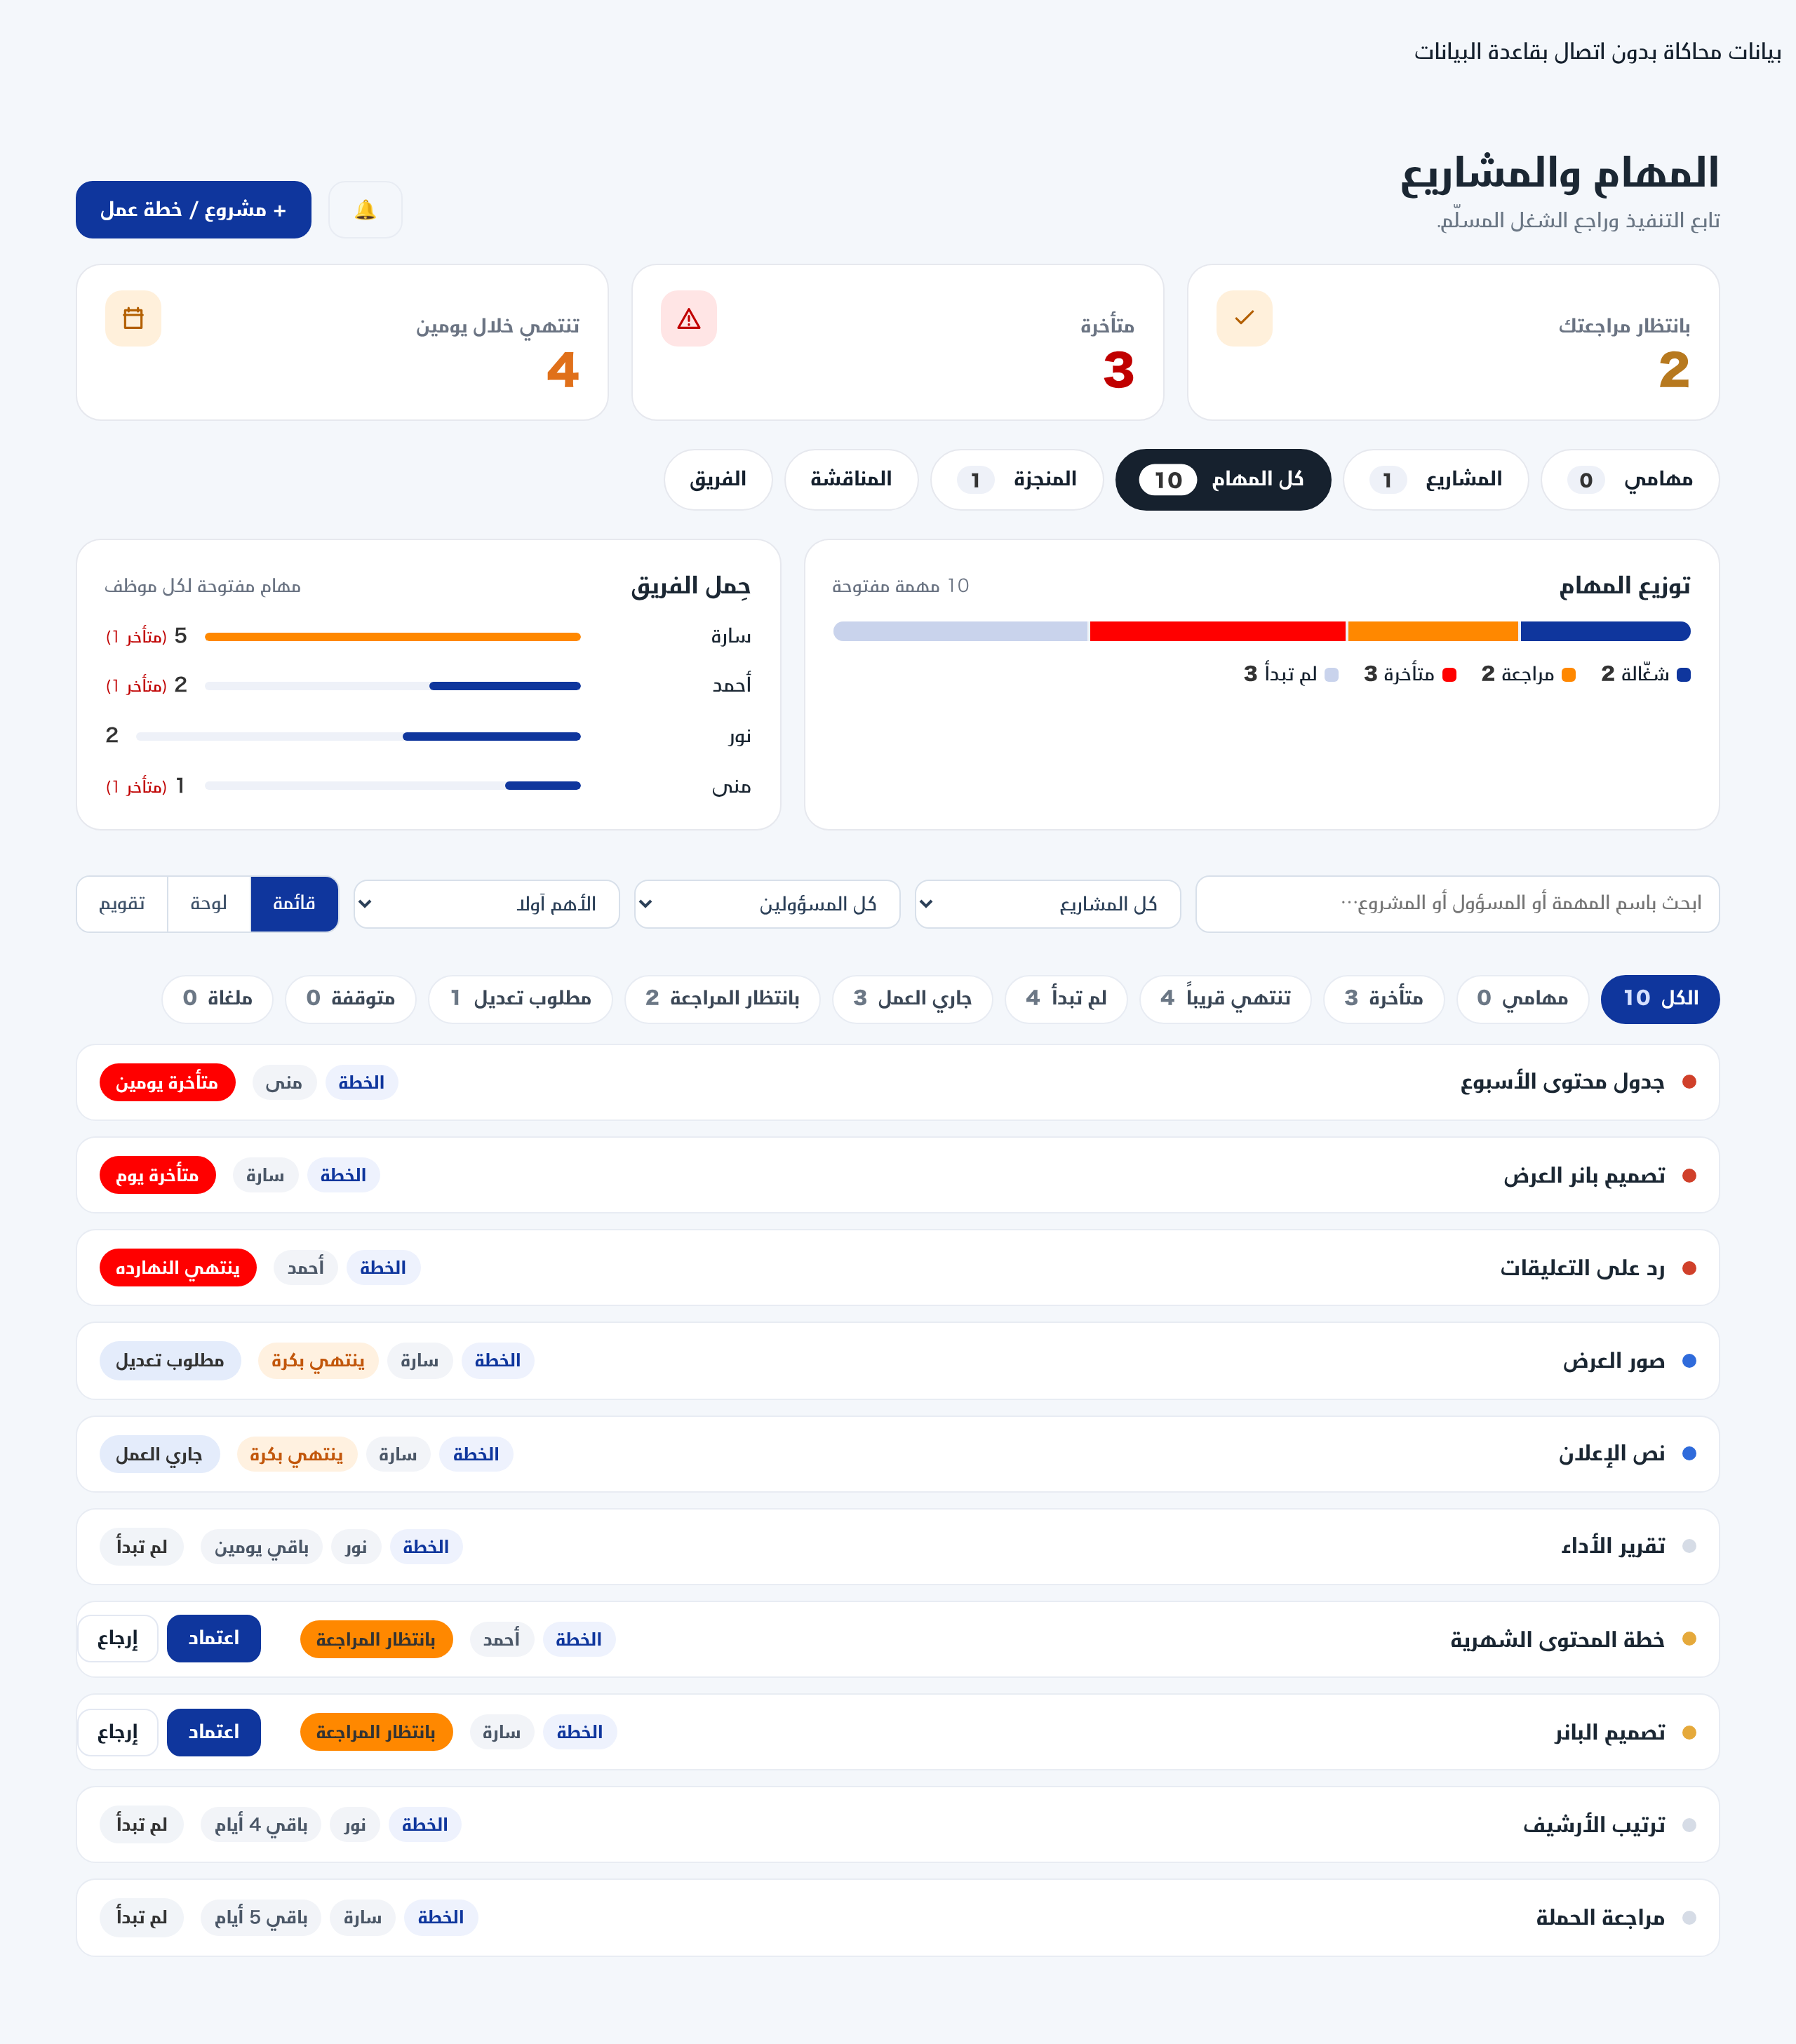 بيانات محاكاة بدون اتصال بقاعدة البيانات
المهام والمشاريع
تابع التنفيذ وراجع الشغل المسلّم.
+ مشروع / خطة عمل
بانتظار مراجعتك
2
متأخرة
3
تنتهي خلال يومين
4
مهامي 0
المشاريع 1
كل المهام 10
المنجزة 1
المناقشة
الفريق
توزيع المهام
10 مهمة مفتوحة
شغّالة 2
مراجعة 2
متأخرة 3
لم تبدأ 3
حِمل الفريق
مهام مفتوحة لكل موظف
سارة 5 (متأخر 1)
أحمد 2 (متأخر 1)
نور 2
منى 1 (متأخر 1)
ابحث باسم المهمة أو المسؤول أو المشروع…
كل المشاريع
كل المسؤولين
الأهم أولا
قائمة
لوحة
تقويم
الكل 10
مهامي 0
متأخرة 3
تنتهي قريباً 4
لم تبدأ 4
جاري العمل 3
بانتظار المراجعة 2
مطلوب تعديل 1
متوقفة 0
ملغاة 0
جدول محتوى الأسبوع الخطة منى متأخرة يومين
تصميم بانر العرض الخطة سارة متأخرة يوم
رد على التعليقات الخطة أحمد ينتهي النهارده
صور العرض الخطة سارة ينتهي بكرة مطلوب تعديل
نص الإعلان الخطة سارة ينتهي بكرة جاري العمل
تقرير الأداء الخطة نور باقي يومين لم تبدأ
خطة المحتوى الشهرية الخطة أحمد بانتظار المراجعة اعتماد إرجاع
تصميم البانر الخطة سارة بانتظار المراجعة اعتماد إرجاع
ترتيب الأرشيف الخطة نور باقي 4 أيام لم تبدأ
مراجعة الحملة الخطة سارة باقي 5 أيام لم تبدأ